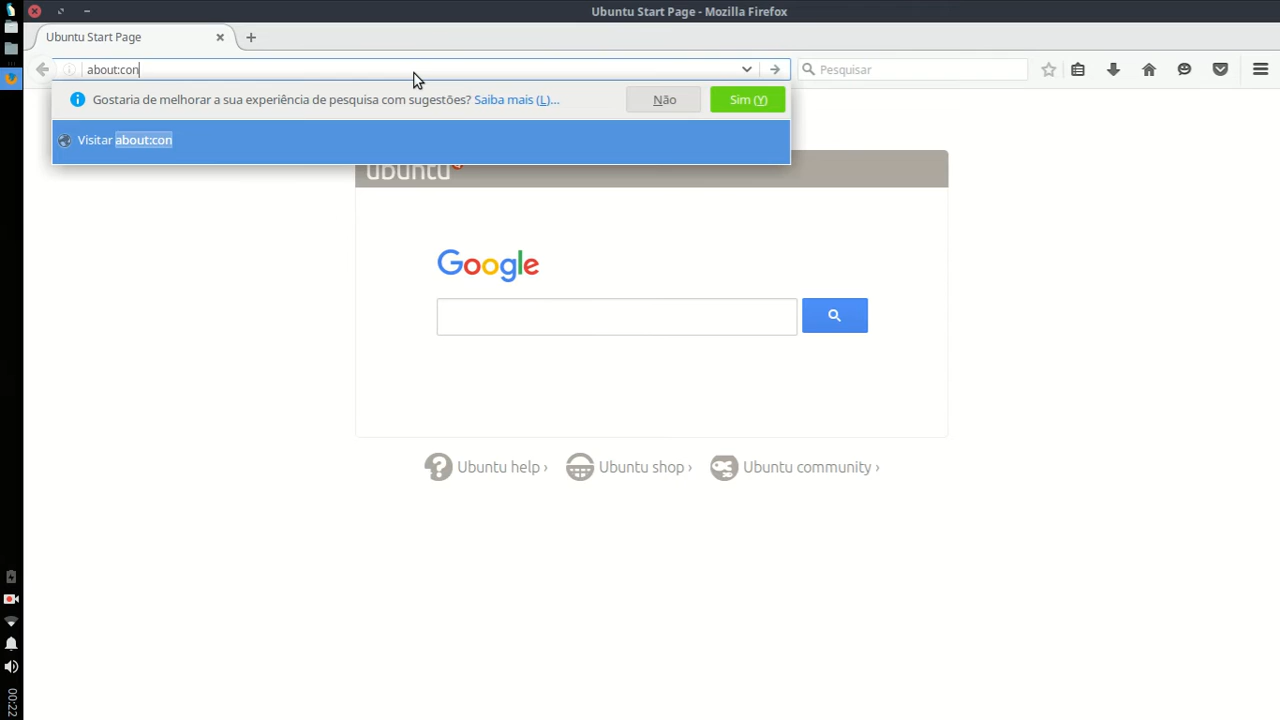 Ubuntu Start Page - Mozilla Firefox
Ubuntu Start Page
about:con
Pesquisar
Gostaria de melhorar a sua experiência de pesquisa com sugestões? Saiba mais (L)...
Não
Sim (Y)
Visitar about:con
ubuntu
Google
Ubuntu help ›
Ubuntu shop ›
Ubuntu community ›
00:22